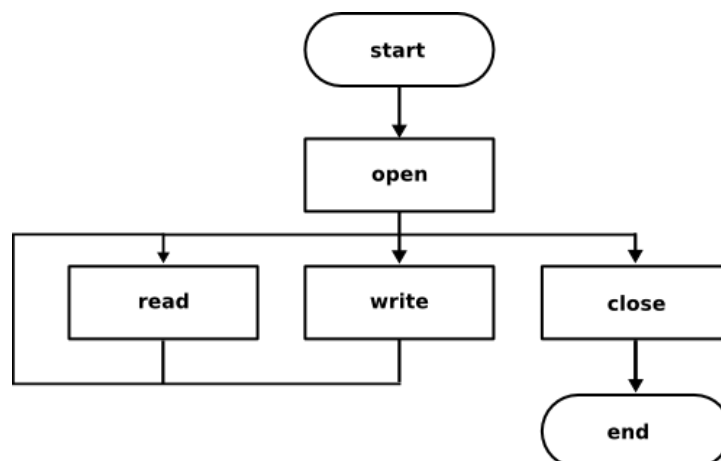 start
open
read
write
close
end